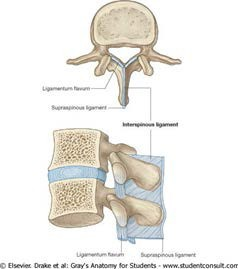 Ligamentum flavum
Supraspinous ligament
Interspinous ligament
Ligamentum flavum
Supraspinous ligament
© Elsevier. Drake et al: Gray's Anatomy for Students - www.studentconsult.com